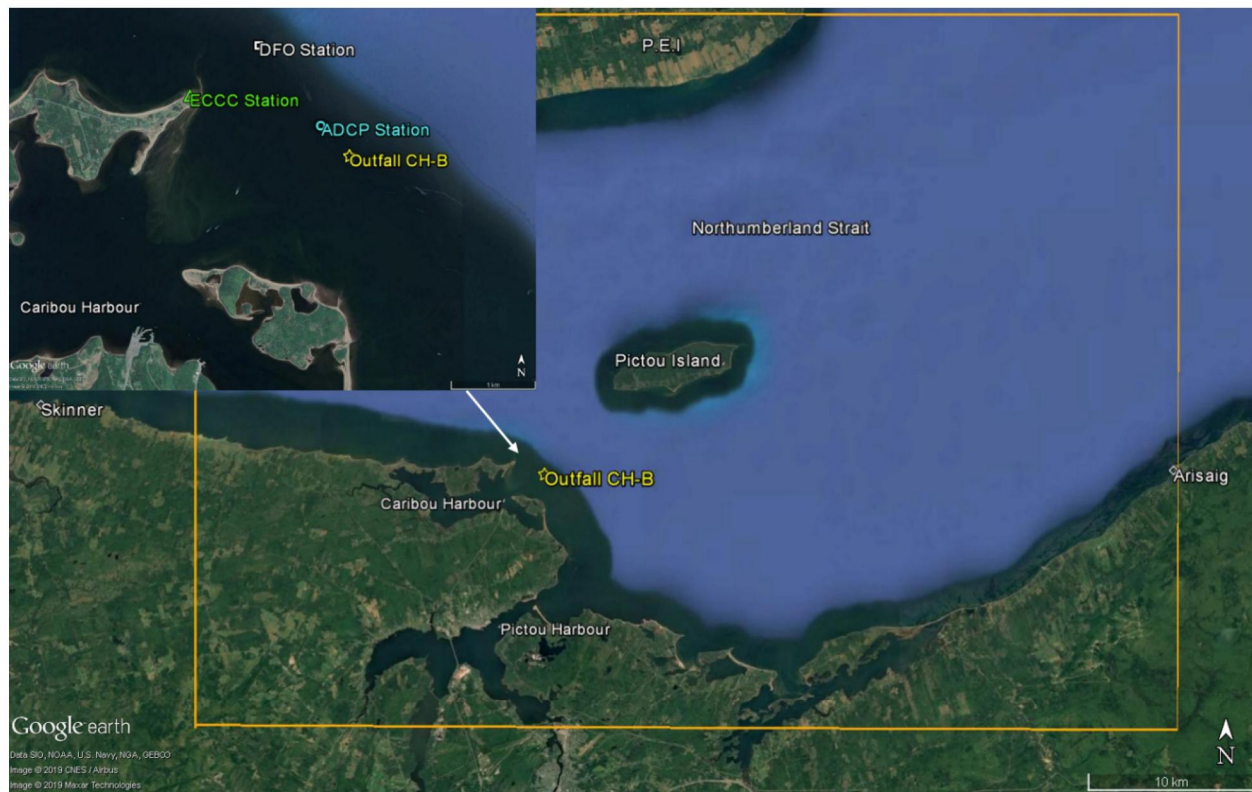 DFO Station
ECCC Station
ADCP Station
Outfall CH-B
Caribou Harbour
Google earth
N
1 km
P.E.I
Northumberland Strait
Pictou Island
Skinner
Outfall CH-B
Caribou Harbour
Arisaig
Pictou Harbour
Google earth
Data SIO, NOAA, U.S. Navy, NGA, GEBCO
Image © 2019 CNES / Airbus
Image © 2019 Maxar Technologies
N
10 km